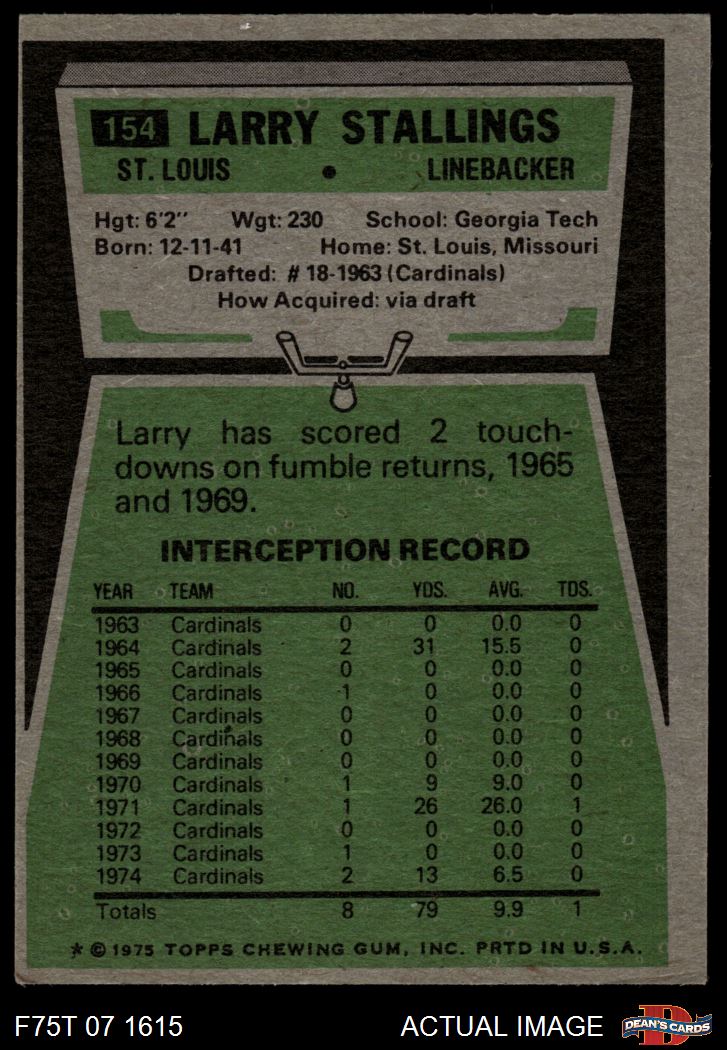 154 LARRY STALLINGS
ST. LOUIS • LINEBACKER
Hgt: 6'2" Wgt: 230 School: Georgia Tech
Born: 12-11-41 Home: St. Louis, Missouri
Drafted: # 18-1963 (Cardinals)
How Acquired: via draft
Larry has scored 2 touch-
downs on fumble returns, 1965
and 1969.
INTERCEPTION RECORD
YEAR TEAM NO. YDS. AVG. TDS.
1963 Cardinals 0 0 0.0 0
1964 Cardinals 2 31 15.5 0
1965 Cardinals 0 0 0.0 0
1966 Cardinals 1 0 0.0 0
1967 Cardinals 0 0 0.0 0
1968 Cardinals 0 0 0.0 0
1969 Cardinals 0 0 0.0 0
1970 Cardinals 1 9 9.0 0
1971 Cardinals 1 26 26.0 1
1972 Cardinals 0 0 0.0 0
1973 Cardinals 1 0 0.0 0
1974 Cardinals 2 13 6.5 0
Totals 8 79 9.9 1
* © 1975 TOPPS CHEWING GUM, INC. PRTD IN U.S.A.
F75T 07 1615 ACTUAL IMAGE D DEAN'S CARDS